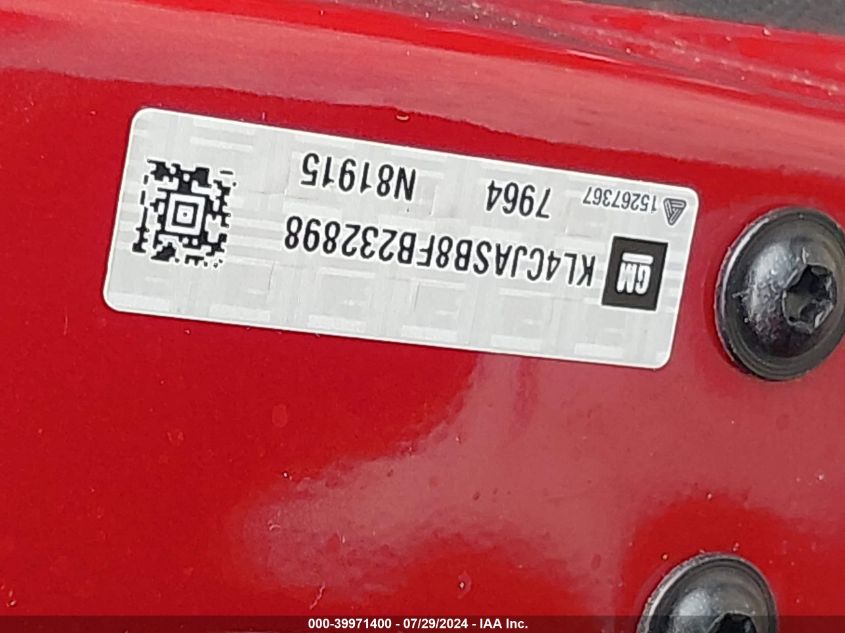 GM KL4CJASB8FB232898
15267367 7964 N81915
000-39971400 - 07/29/2024 - IAA Inc.